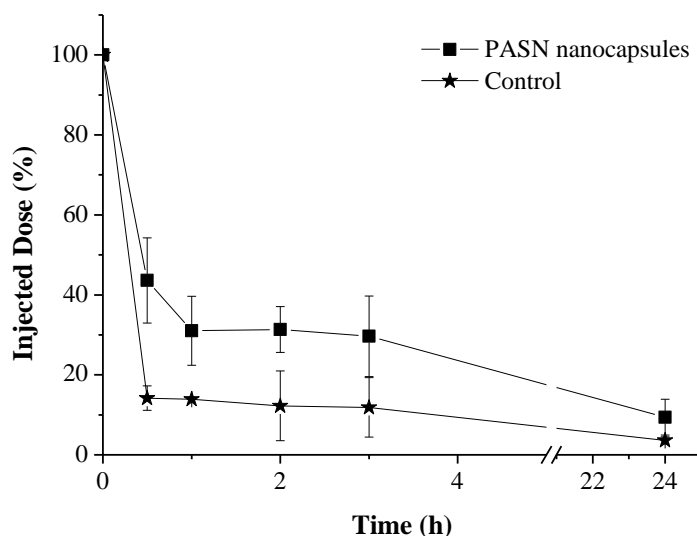 PASN nanocapsules
Control
Injected Dose (%)
100
80
60
40
20
0
0 2 4 22 24
Time (h)